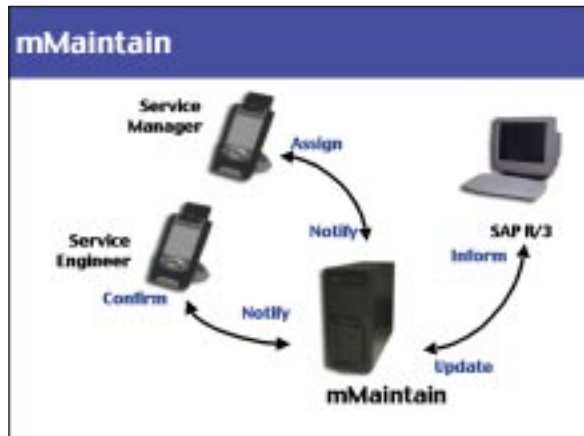 mMaintain
Service
Manager
Assign
Notify
SAP R/3
Inform
Service
Engineer
Confirm
Notify
Update
mMaintain